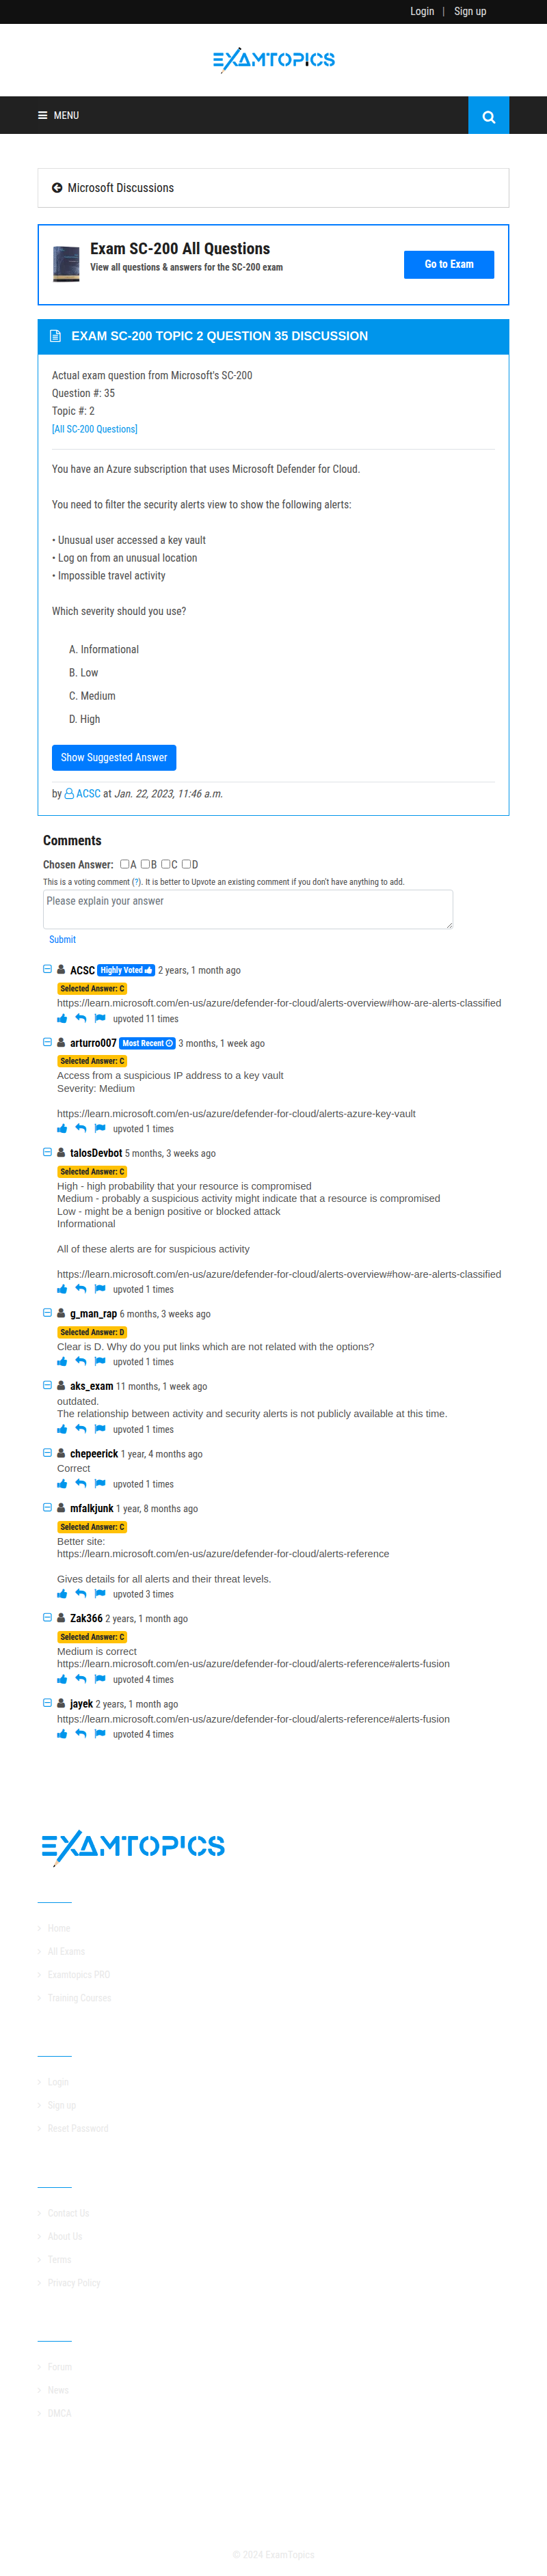 Login | Sign up
EXAMTOPICS
MENU
Microsoft Discussions
Exam SC-200 All Questions
View all questions & answers for the SC-200 exam
Go to Exam
EXAM SC-200 TOPIC 2 QUESTION 35 DISCUSSION
Actual exam question from Microsoft's SC-200
Question #: 35
Topic #: 2
[All SC-200 Questions]
You have an Azure subscription that uses Microsoft Defender for Cloud.
You need to filter the security alerts view to show the following alerts:
• Unusual user accessed a key vault
• Log on from an unusual location
• Impossible travel activity
Which severity should you use?
A. Informational
B. Low
C. Medium
D. High
Show Suggested Answer
by ACSC at Jan. 22, 2023, 11:46 a.m.
Comments
Chosen Answer: A B C D
This is a voting comment (?). It is better to Upvote an existing comment if you don't have anything to add.
Please explain your answer
Submit
ACSC Highly Voted 2 years, 1 month ago
Selected Answer: C
https://learn.microsoft.com/en-us/azure/defender-for-cloud/alerts-overview#how-are-alerts-classified
upvoted 11 times
arturro007 Most Recent 3 months, 1 week ago
Selected Answer: C
Access from a suspicious IP address to a key vault
Severity: Medium
https://learn.microsoft.com/en-us/azure/defender-for-cloud/alerts-azure-key-vault
upvoted 1 times
talosDevbot 5 months, 3 weeks ago
Selected Answer: C
High - high probability that your resource is compromised
Medium - probably a suspicious activity might indicate that a resource is compromised
Low - might be a benign positive or blocked attack
Informational
All of these alerts are for suspicious activity
https://learn.microsoft.com/en-us/azure/defender-for-cloud/alerts-overview#how-are-alerts-classified
upvoted 1 times
g_man_rap 6 months, 3 weeks ago
Selected Answer: D
Clear is D. Why do you put links which are not related with the options?
upvoted 1 times
aks_exam 11 months, 1 week ago
outdated.
The relationship between activity and security alerts is not publicly available at this time.
upvoted 1 times
chepeerick 1 year, 4 months ago
Correct
upvoted 1 times
mfalkjunk 1 year, 8 months ago
Selected Answer: C
Better site:
https://learn.microsoft.com/en-us/azure/defender-for-cloud/alerts-reference
Gives details for all alerts and their threat levels.
upvoted 3 times
Zak366 2 years, 1 month ago
Selected Answer: C
Medium is correct
https://learn.microsoft.com/en-us/azure/defender-for-cloud/alerts-reference#alerts-fusion
upvoted 4 times
jayek 2 years, 1 month ago
https://learn.microsoft.com/en-us/azure/defender-for-cloud/alerts-reference#alerts-fusion
upvoted 4 times
EXAMTOPICS
Home
All Exams
Examtopics PRO
Training Courses
Login
Sign up
Reset Password
Contact Us
About Us
Terms
Privacy Policy
Forum
News
DMCA
© 2024 ExamTopics